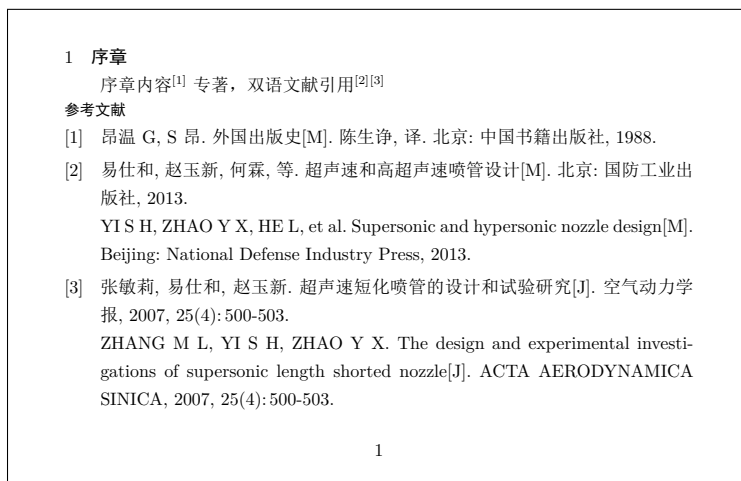 1 序章
序章内容[1] 专著，双语文献引用[2][3]
参考文献
[1] 昂温 G, S 昂. 外国出版史[M]. 陈生诤, 译. 北京: 中国书籍出版社, 1988.
[2] 易仕和, 赵玉新, 何霖, 等. 超声速和高超声速喷管设计[M]. 北京: 国防工业出
版社, 2013.
YI S H, ZHAO Y X, HE L, et al. Supersonic and hypersonic nozzle design[M].
Beijing: National Defense Industry Press, 2013.
[3] 张敏莉, 易仕和, 赵玉新. 超声速短化喷管的设计和试验研究[J]. 空气动力学
报, 2007, 25(4): 500-503.
ZHANG M L, YI S H, ZHAO Y X. The design and experimental investi-
gations of supersonic length shorted nozzle[J]. ACTA AERODYNAMICA
SINICA, 2007, 25(4): 500-503.
1